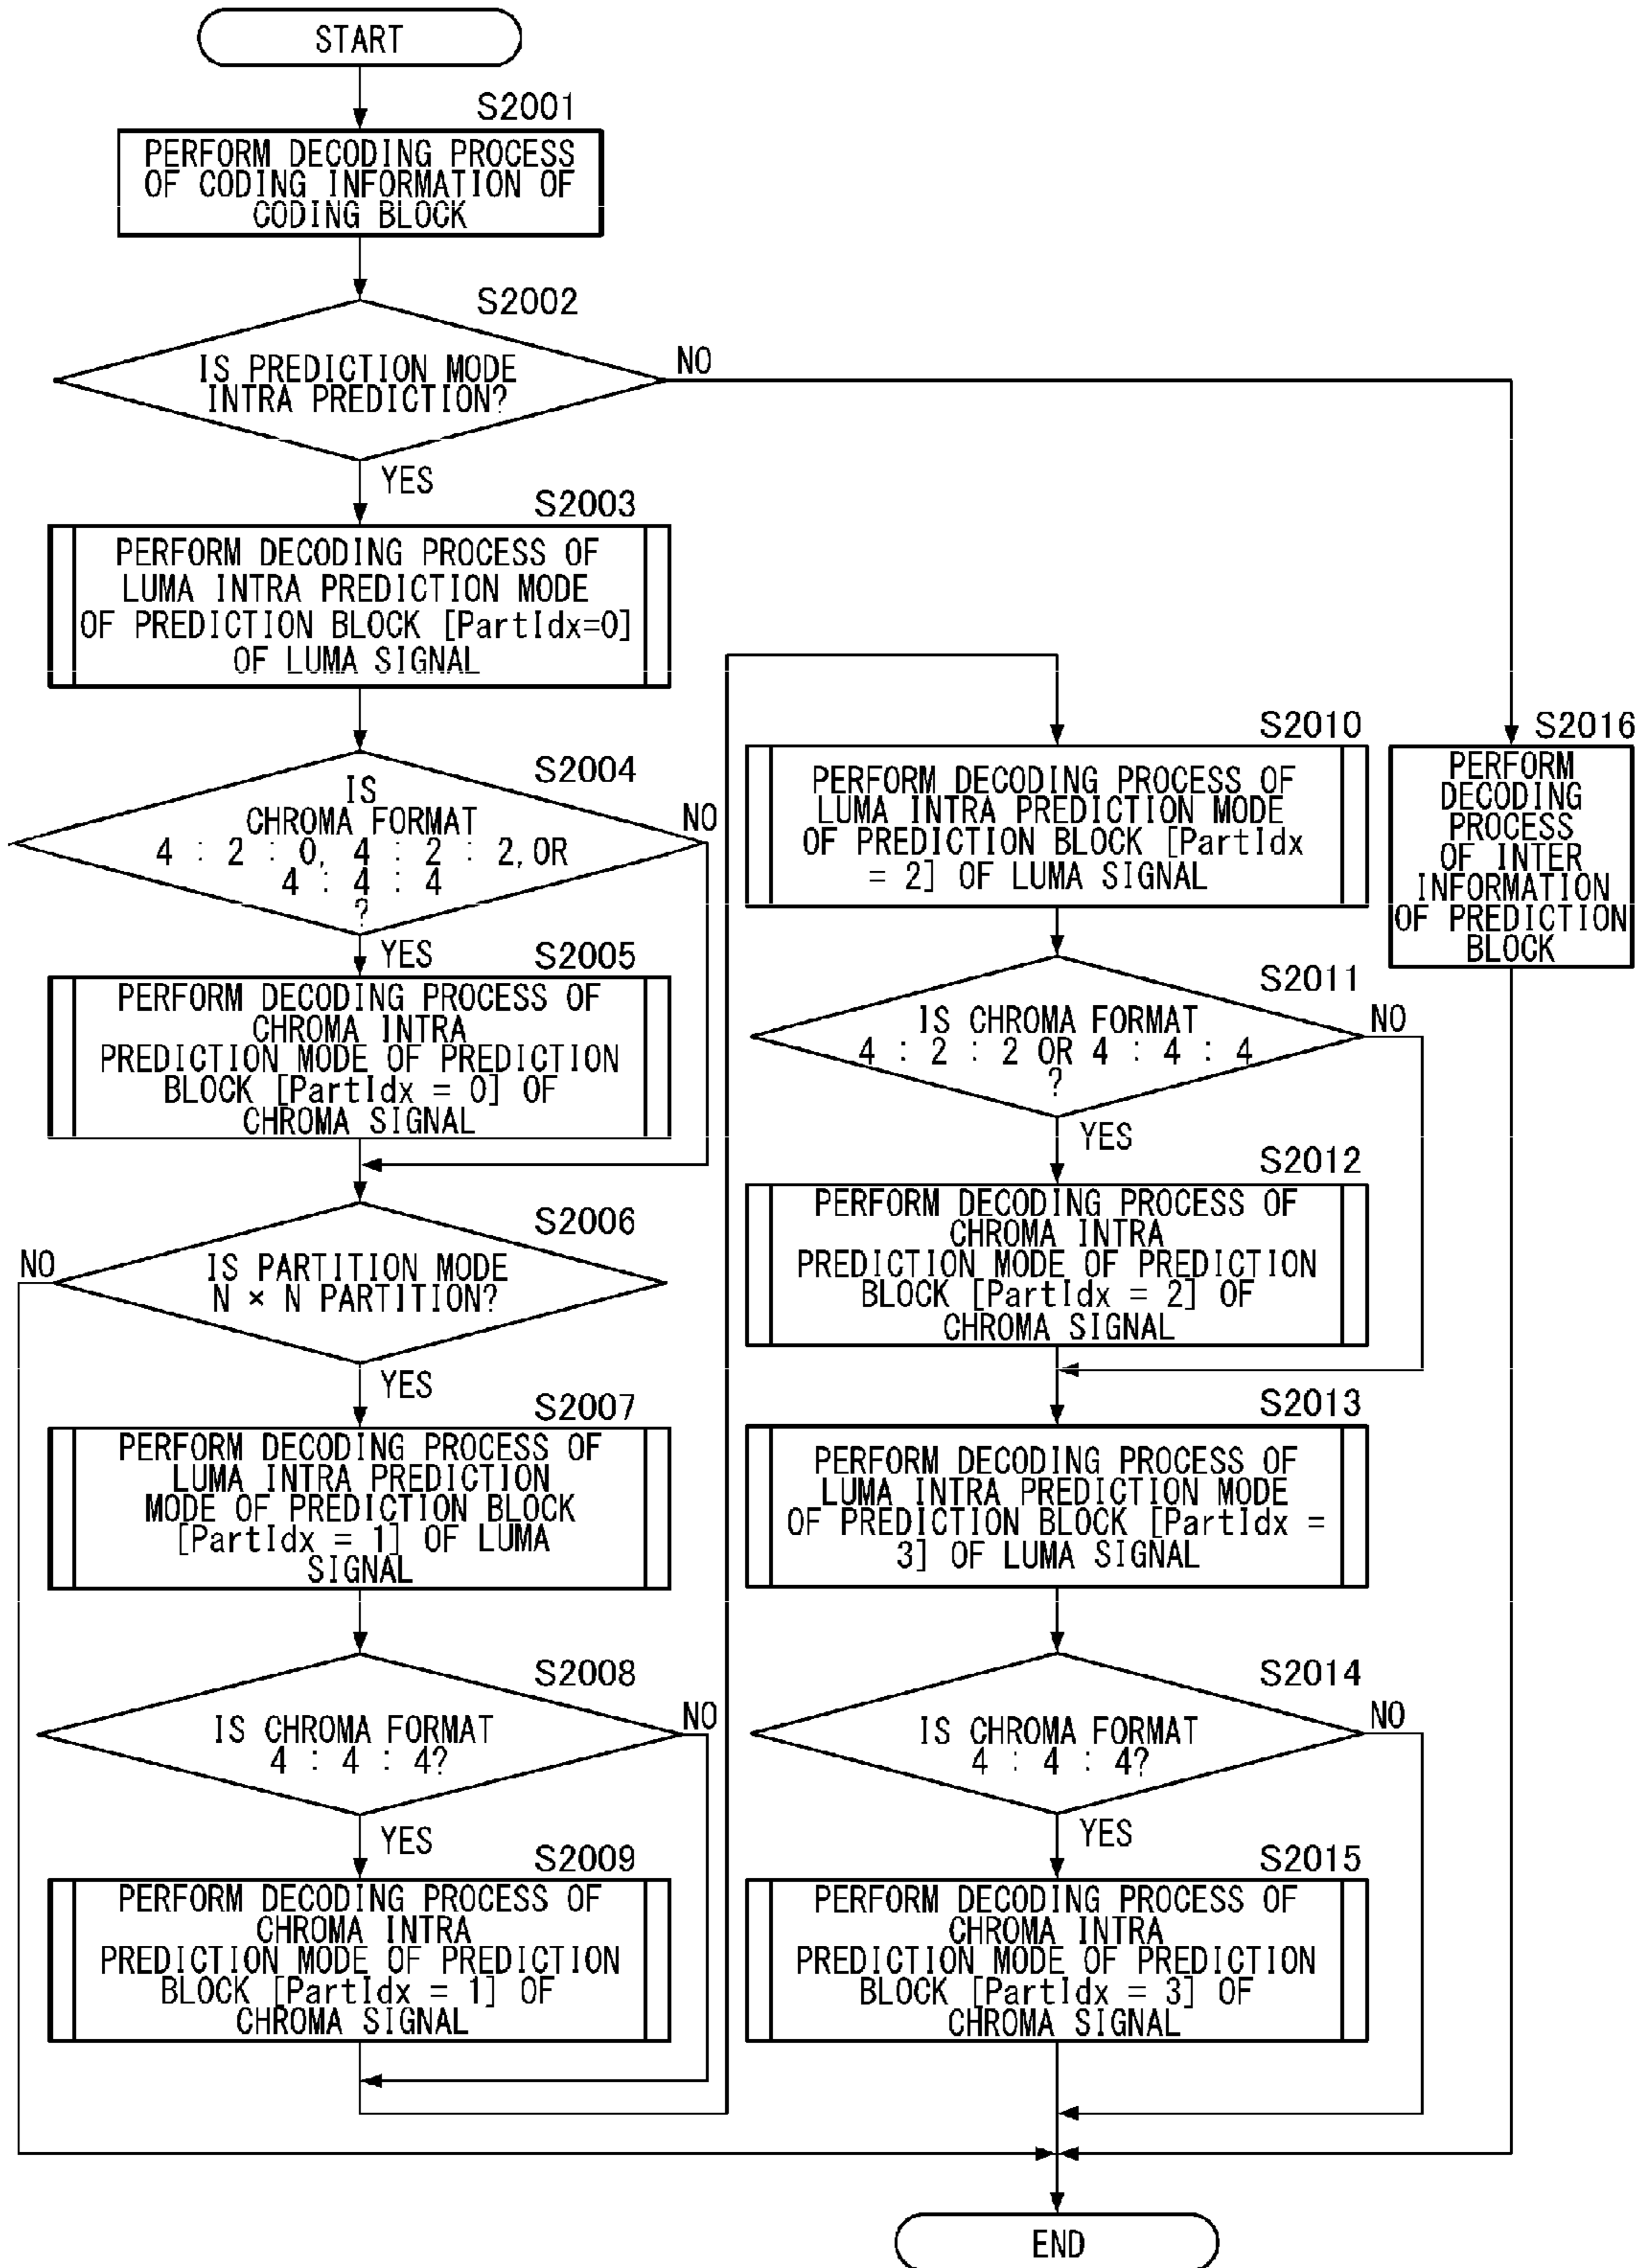 START
S2001
PERFORM DECODING PROCESS
OF CODING INFORMATION OF
CODING BLOCK
S2002
IS PREDICTION MODE
INTRA PREDICTION?
NO
YES
S2003
PERFORM DECODING PROCESS OF
LUMA INTRA PREDICTION MODE
OF PREDICTION BLOCK [PartIdx=0]
OF LUMA SIGNAL
S2004
IS
CHROMA FORMAT
4 : 2 : 0, 4 : 2 : 2, OR
4 : 4 : 4
?
NO
YES
S2005
PERFORM DECODING PROCESS OF
CHROMA INTRA
PREDICTION MODE OF PREDICTION
BLOCK [PartIdx = 0] OF
CHROMA SIGNAL
S2006
NO
IS PARTITION MODE
N × N PARTITION?
YES
S2007
PERFORM DECODING PROCESS OF
LUMA INTRA PREDICTION
MODE OF PREDICTION BLOCK
[PartIdx = 1] OF LUMA
SIGNAL
S2008
IS CHROMA FORMAT
4 : 4 : 4?
NO
YES
S2009
PERFORM DECODING PROCESS OF
CHROMA INTRA
PREDICTION MODE OF PREDICTION
BLOCK [PartIdx = 1] OF
CHROMA SIGNAL
S2010
PERFORM DECODING PROCESS OF
LUMA INTRA PREDICTION MODE
OF PREDICTION BLOCK [PartIdx
= 2] OF LUMA SIGNAL
S2011
IS CHROMA FORMAT
4 : 2 : 2 OR 4 : 4 : 4
?
NO
YES
S2012
PERFORM DECODING PROCESS OF
CHROMA INTRA
PREDICTION MODE OF PREDICTION
BLOCK [PartIdx = 2] OF
CHROMA SIGNAL
S2013
PERFORM DECODING PROCESS OF
LUMA INTRA PREDICTION MODE
OF PREDICTION BLOCK [PartIdx =
3] OF LUMA SIGNAL
S2014
IS CHROMA FORMAT
4 : 4 : 4?
NO
YES
S2015
PERFORM DECODING PROCESS OF
CHROMA INTRA
PREDICTION MODE OF PREDICTION
BLOCK [PartIdx = 3] OF
CHROMA SIGNAL
S2016
PERFORM
DECODING
PROCESS
OF INTER
INFORMATION
OF PREDICTION
BLOCK
END